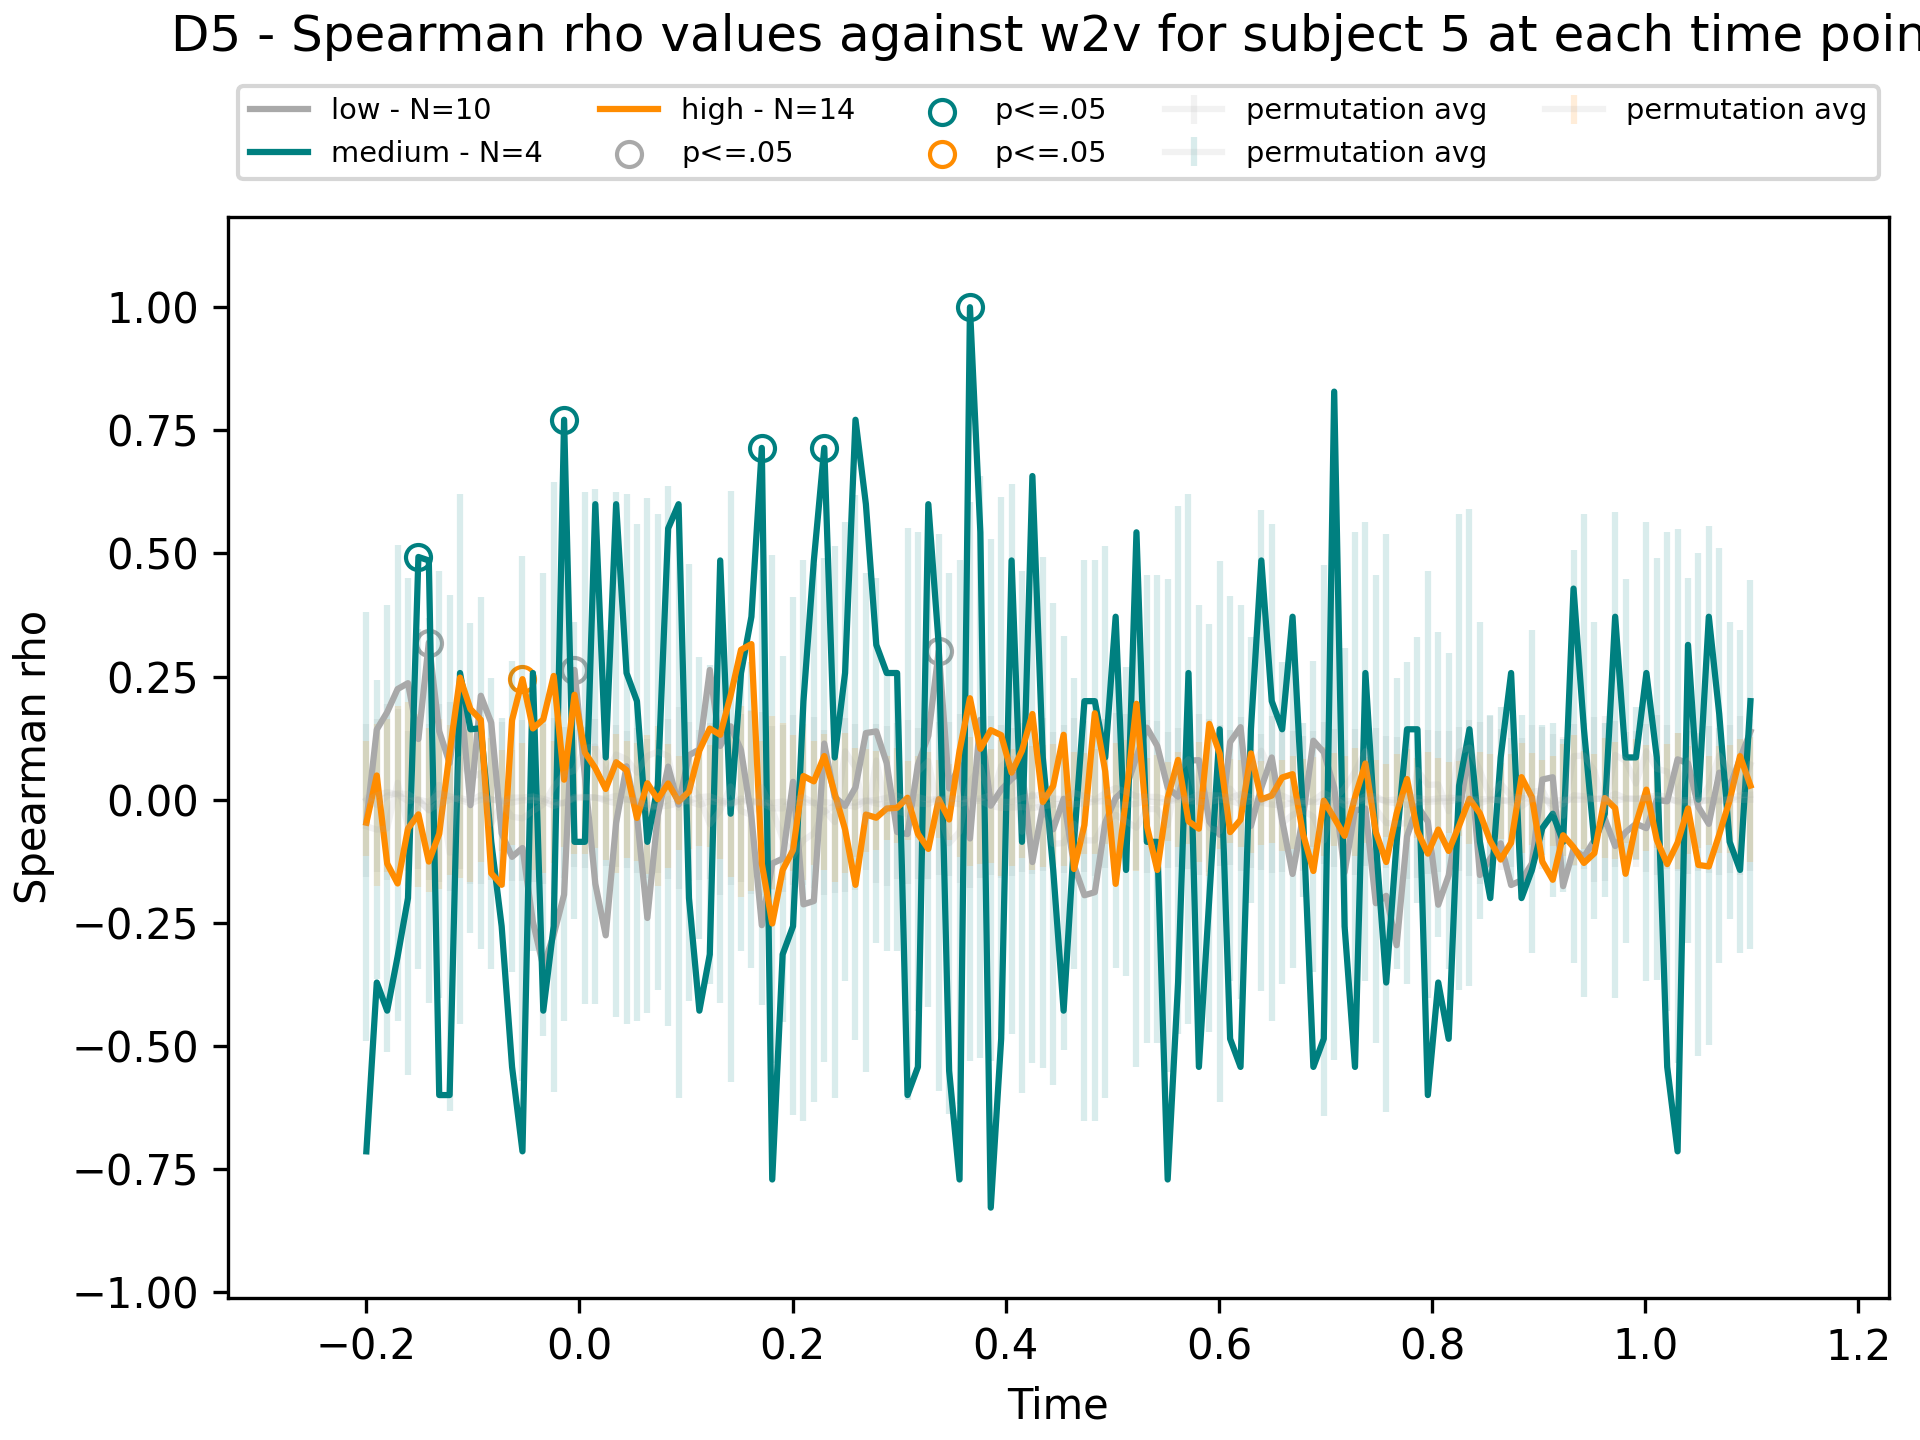 D5 - Spearman rho values against w2v for subject 5 at each time poin
low - N=10 high - N=14 p<=.05 permutation avg permutation avg
medium - N=4 p<=.05 p<=.05 permutation avg
1.00
0.75
0.50
0.25
0.00
−0.25
−0.50
−0.75
−1.00
Spearman rho
−0.2 0.0 0.2 0.4 0.6 0.8 1.0 1.2
Time